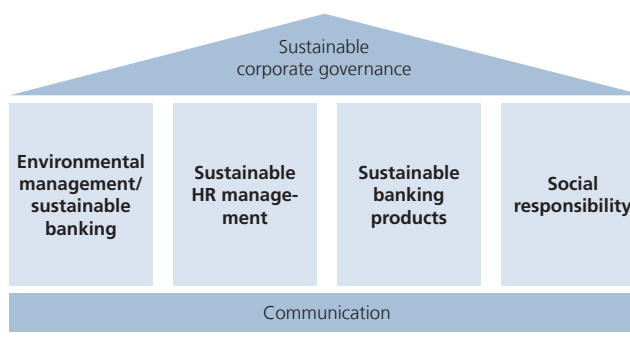 Sustainable
corporate governance
Environmental
management/
sustainable
banking
Sustainable
HR manage-
ment
Sustainable
banking
products
Social
responsibility
Communication